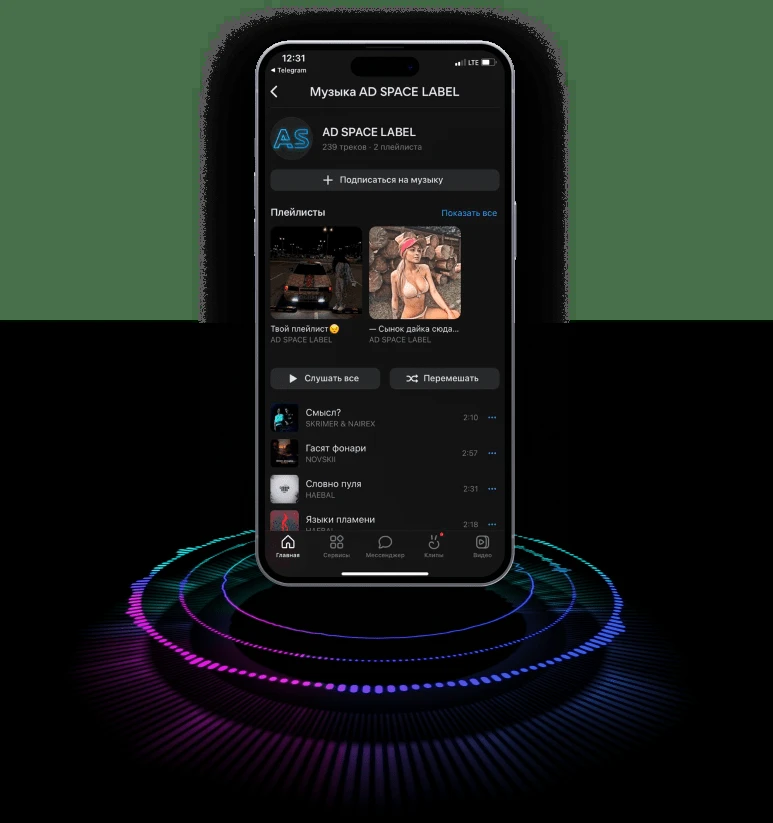 12:31
LTE
◄ Telegram
Музыка AD SPACE LABEL
AS
AD SPACE LABEL
239 треков · 2 плейлиста
+ Подписаться на музыку
Плейлисты
Показать все
Твой плейлист😔
AD SPACE LABEL
— Сынок дайка сюда...
AD SPACE LABEL
Слушать все
Перемешать
Смысл?
SKRIMER & NAIREX
2:10
Гасят фонари
NOVSKII
2:57
Словно пуля
HAEBAL
2:31
Языки пламени
HAEBAL
2:18
Главная
Сервисы
Мессенджер
Клипы
Видео